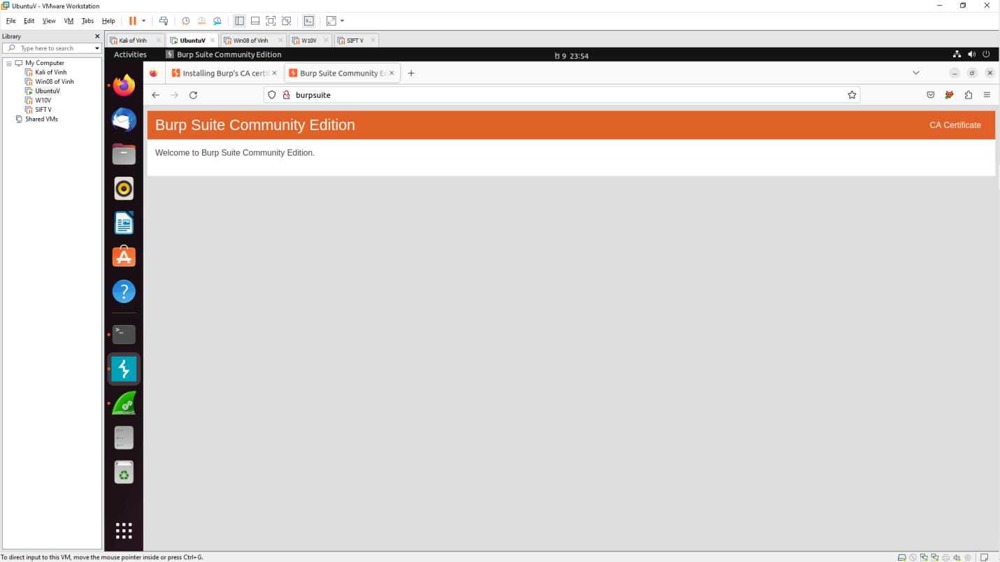 UbuntuV - VMware Workstation
File Edit View VM Tabs Help
Library
Type here to search
My Computer
Kali of Vinh
Win08 of Vinh
UbuntuV
W10V
SIFT V
Shared VMs
Kali of Vinh UbuntuV Win08 of Vinh W10V SIFT V
Activities Burp Suite Community Edition 9 23:54
Installing Burp's CA certif Burp Suite Community Ed
burpsuite
Burp Suite Community Edition CA Certificate
Welcome to Burp Suite Community Edition.
To direct input to this VM, move the mouse pointer inside or press Ctrl+G.